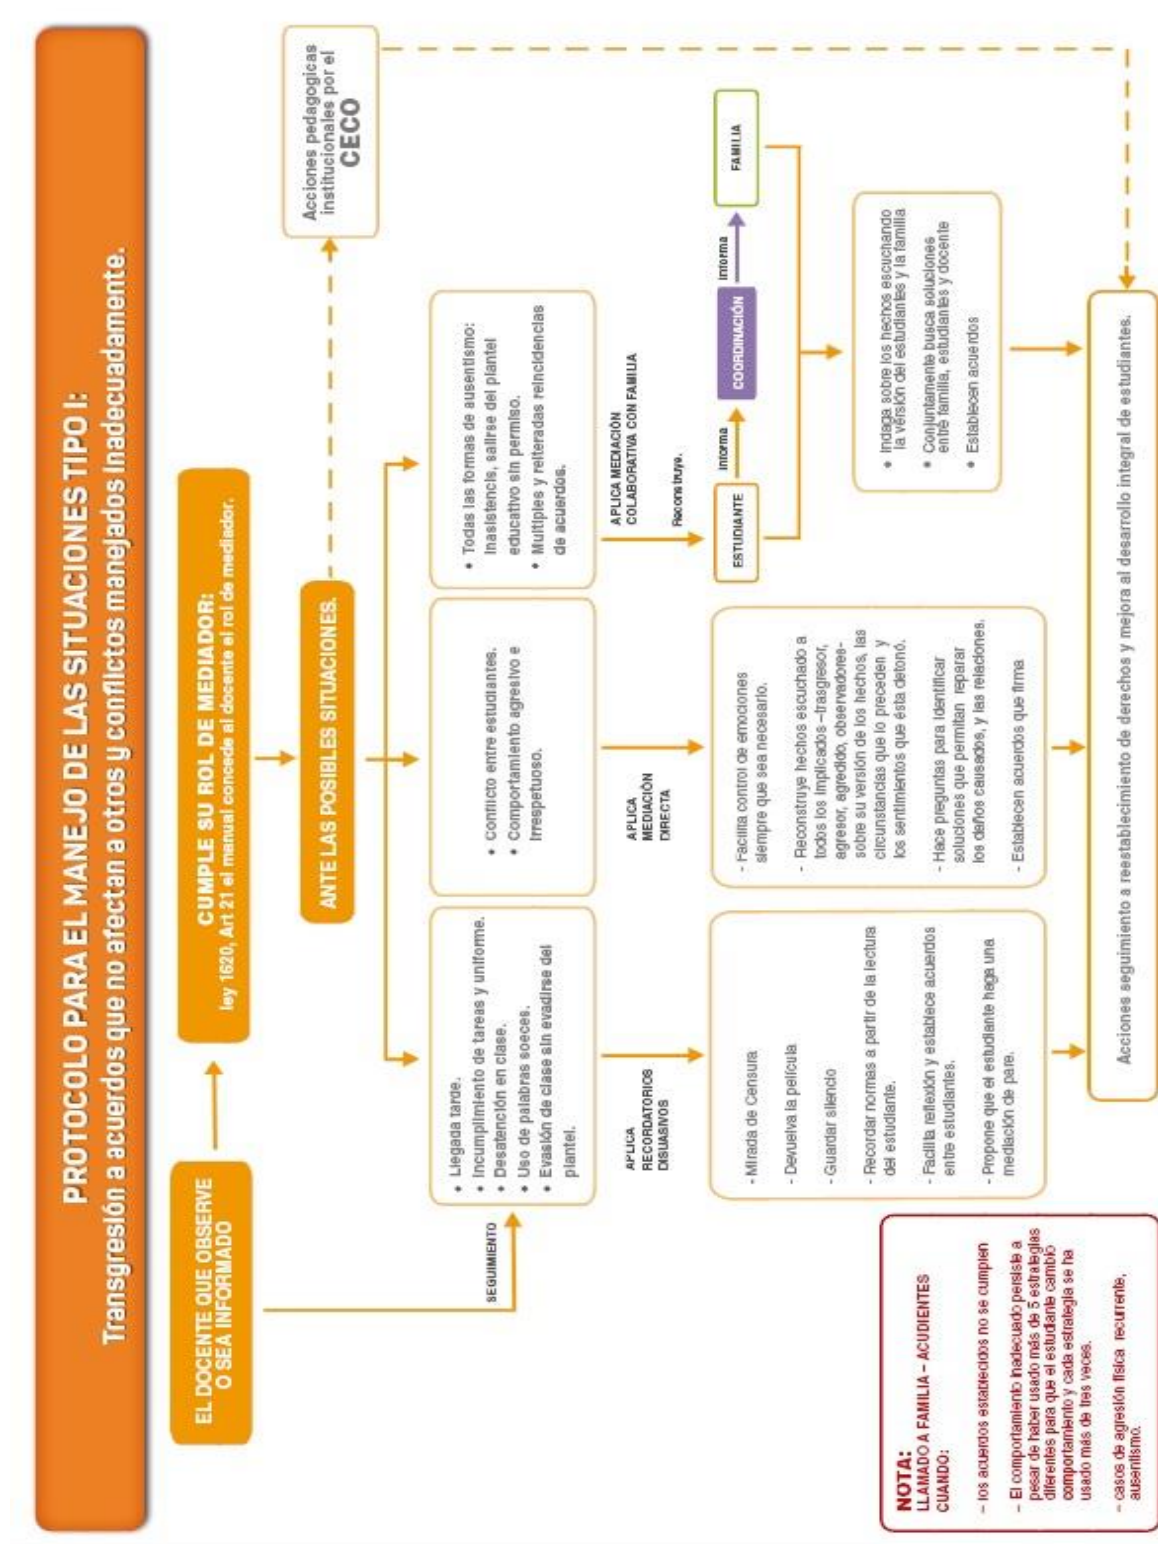 PROTOCOLO PARA EL MANEJO DE LAS SITUACIONES TIPO I:
Transgresión a acuerdos que no afectan a otros y conflictos manejados inadecuadamente.
EL DOCENTE QUE OBSERVE
O SEA INFORMADO
CUMPLE SU ROL DE MEDIADOR:
ley 1620, Art 21 el manual concede al docente el rol de mediador.
ANTE LAS POSIBLES SITUACIONES.
Acciones pedagogicas
institucionales por el
CECO
SEGUIMIENTO
• Llegada tarde.
• Incumplimiento de tareas y uniforme.
• Desatención en clase.
• Uso de palabras soeces.
• Evasión de clase sin evadirse del
plantel.
• Conflicto entre estudiantes.
• Comportamiento agresivo e
irrespetuoso.
• Todas las formas de ausentismo:
Inasistencis, salirse del plantel
educativo sin permiso.
• Multiples y reiteradas reincidencias
de acuerdos.
APLICA
RECORDATORIOS
DISUASIVOS
APLICA
MEDIACIÓN
DIRECTA
APLICA MEDIACIÓN
COLABORATIVA CON FAMILIA
Reconstruye.
- Mirada de Censura
- Devuelva la película
- Guardar silencio
- Recordar normas a partir de la lectura
del estudiante.
- Facilita reflexión y establece acuerdos
entre estudiantes.
- Propone que el estudiante haga una
mediación de pare.
- Facilita control de emociones
siempre que sea necesario.
- Reconstruye hechos escuchado a
todos los implicados –trasgresor,
agresor, agredido, observadores-
sobre su versión de los hechos, las
circunstancias que lo preceden y
los sentimientos que ésta detonó.
- Hace preguntas para identificar
soluciones que permitan reparar
los daños causados, y las relaciones.
- Establecen acuerdos que firma
ESTUDIANTE
informa
COORDINACIÓN
informa
FAMILIA
• Indaga sobre los hechos escuchando
la versión del estudiantes y la familia
• Conjuntamente busca soluciones
entre familia, estudiantes y docente
• Establecen acuerdos
Acciones seguimiento a reestablecimiento de derechos y mejora al desarrollo integral de estudiantes.
NOTA:
LLAMADO A FAMILIA – ACUDIENTES
CUANDO:
– los acuerdos establecidos no se cumplen
– El comportamiento inadecuado persiste a
pesar de haber usado más de 5 estrategias
diferentes para que el estudiante cambió
comportamiento y cada estrategia se ha
usado más de tres veces.
– casos de agresión física recurrente,
ausentismo.